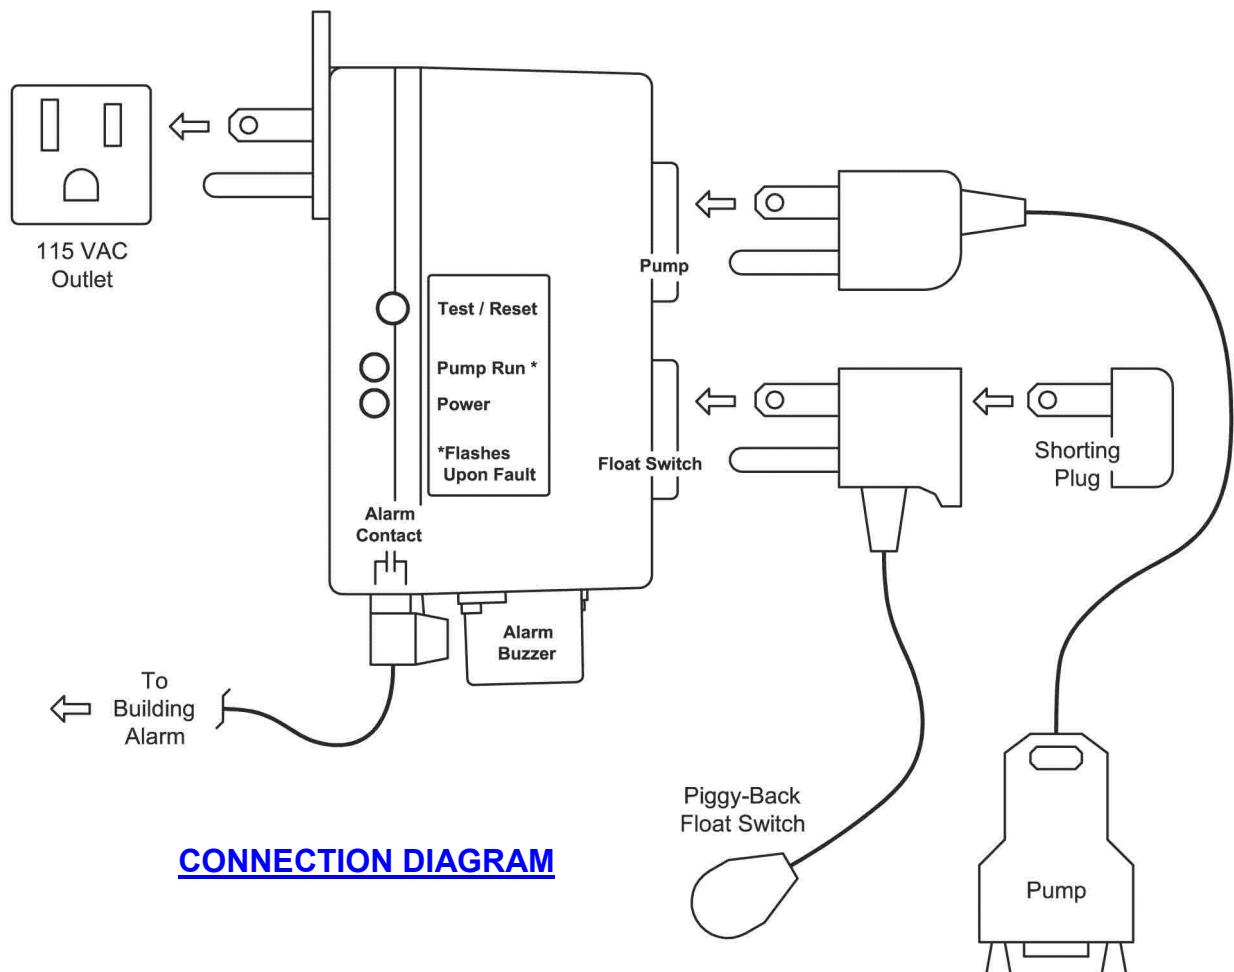 115 VAC
Outlet
Pump
Test / Reset
Pump Run *
Power
*Flashes
Upon Fault
Float Switch
Shorting
Plug
Alarm
Contact
Alarm
Buzzer
To
Building
Alarm
Piggy-Back
Float Switch
CONNECTION DIAGRAM
Pump